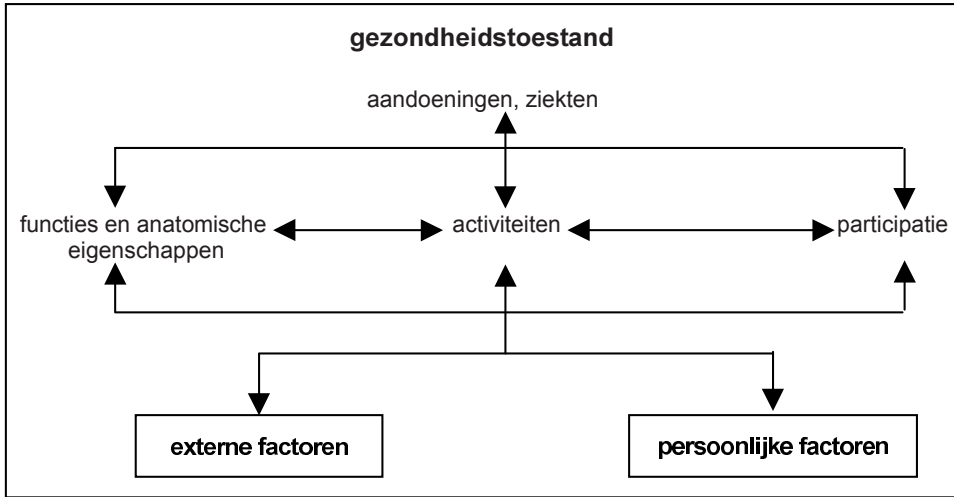 gezondheidstoestand
aandoeningen, ziekten
functies en anatomische
eigenschappen
activiteiten
participatie
externe factoren
persoonlijke factoren